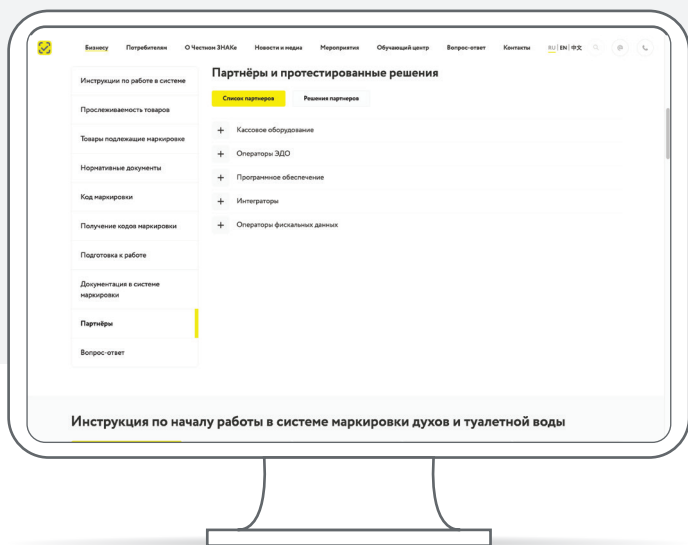 Бизнесу Потребителям О Честном ЗНАКе Новости и медиа Мероприятия Обучающий центр Вопрос-ответ Контакты RU | EN | 中文
Инструкции по работе в системе
Прослеживаемость товаров
Товары подлежащие маркировке
Нормативные документы
Код маркировки
Получение кодов маркировки
Подготовка к работе
Документация в системе
маркировки
Партнёры
Вопрос-ответ
Партнёры и протестированные решения
Список партнеров Решения партнеров
+ Кассовое оборудование
+ Операторы ЭДО
+ Программное обеспечение
+ Интеграторы
+ Операторы фискальных данных
Инструкция по началу работы в системе маркировки духов и туалетной воды